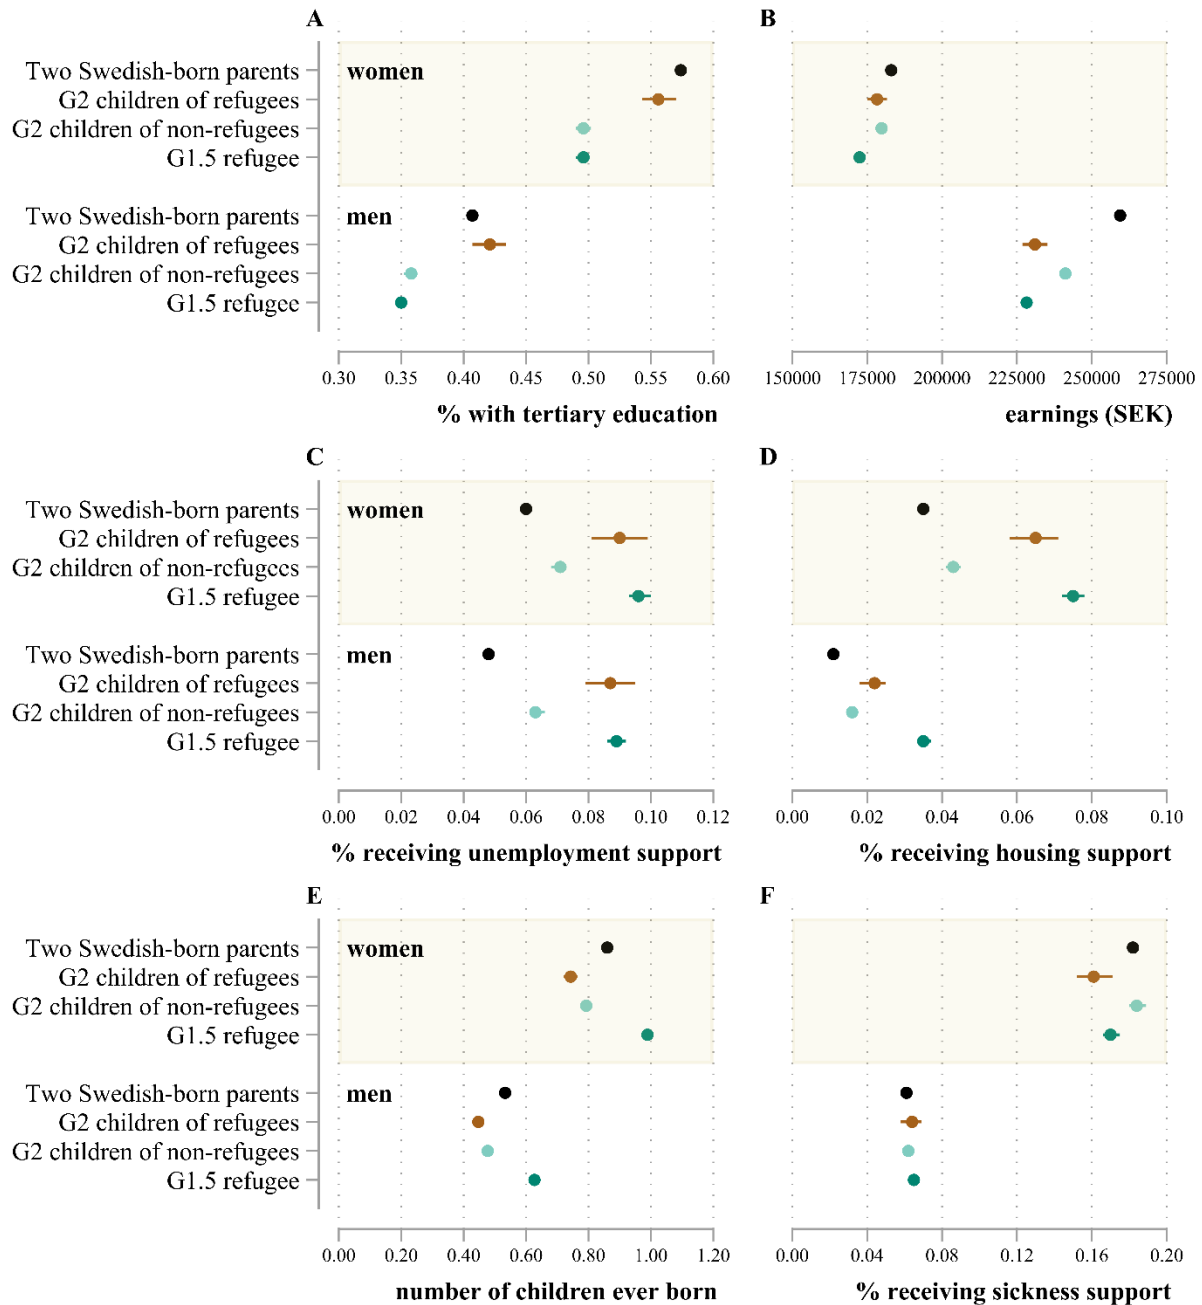 A
B
Two Swedish-born parents
women
G2 children of refugees
G2 children of non-refugees
G1.5 refugee
Two Swedish-born parents
men
G2 children of refugees
G2 children of non-refugees
G1.5 refugee
0.30 0.35 0.40 0.45 0.50 0.55 0.60
150000 175000 200000 225000 250000 275000
% with tertiary education
earnings (SEK)
C
D
Two Swedish-born parents
women
G2 children of refugees
G2 children of non-refugees
G1.5 refugee
Two Swedish-born parents
men
G2 children of refugees
G2 children of non-refugees
G1.5 refugee
0.00 0.02 0.04 0.06 0.08 0.10 0.12
0.00 0.02 0.04 0.06 0.08 0.10
% receiving unemployment support
% receiving housing support
E
F
Two Swedish-born parents
women
G2 children of refugees
G2 children of non-refugees
G1.5 refugee
Two Swedish-born parents
men
G2 children of refugees
G2 children of non-refugees
G1.5 refugee
0.00 0.20 0.40 0.60 0.80 1.00 1.20
0.00 0.04 0.08 0.12 0.16 0.20
number of children ever born
% receiving sickness support